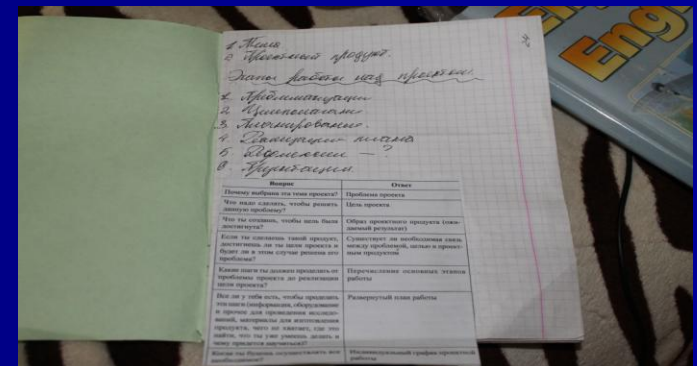 Проектный продукт.
Этапы работы над проектом.
1. Проблематизация
2. Целеполагание
3. Планирование.
4. Реализация плана
5. Рефлексия — ?
6. Презентация.
Вопрос
Ответ
Почему выбрана эта тема проекта?
Проблема проекта
Что надо сделать, чтобы решить
данную проблему?
Цель проекта
Что ты создашь, чтобы цель была
достигнута?
Образ проектного продукта (ожи-
даемый результат)
Если ты сделаешь такой продукт,
достигнешь ли ты цели проекта и
будет ли в этом случае решена его
проблема?
Существует ли необходимая связь
между проблемой, целью и проект-
ным продуктом
Какие шаги ты должен проделать от
проблемы проекта до реализации
цели проекта?
Перечисление основных этапов
работы
Все ли у тебя есть, чтобы проделать
эти шаги (информация, оборудование
и прочее для проведения исследо-
ваний, материалы для изготовления
продукта, чего не хватает, где это
найти, что ты уже умеешь делать и
чему придется научиться)?
Развернутый план работы
Когда ты будешь осуществлять все
необходимое?
Индивидуальный график проектной
работы
Engl